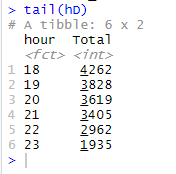 > tail(hD)
# A tibble: 6 x 2
  hour  Total
  <fct> <int>
1 18     4262
2 19     3828
3 20     3619
4 21     3405
5 22     2962
6 23     1935
>